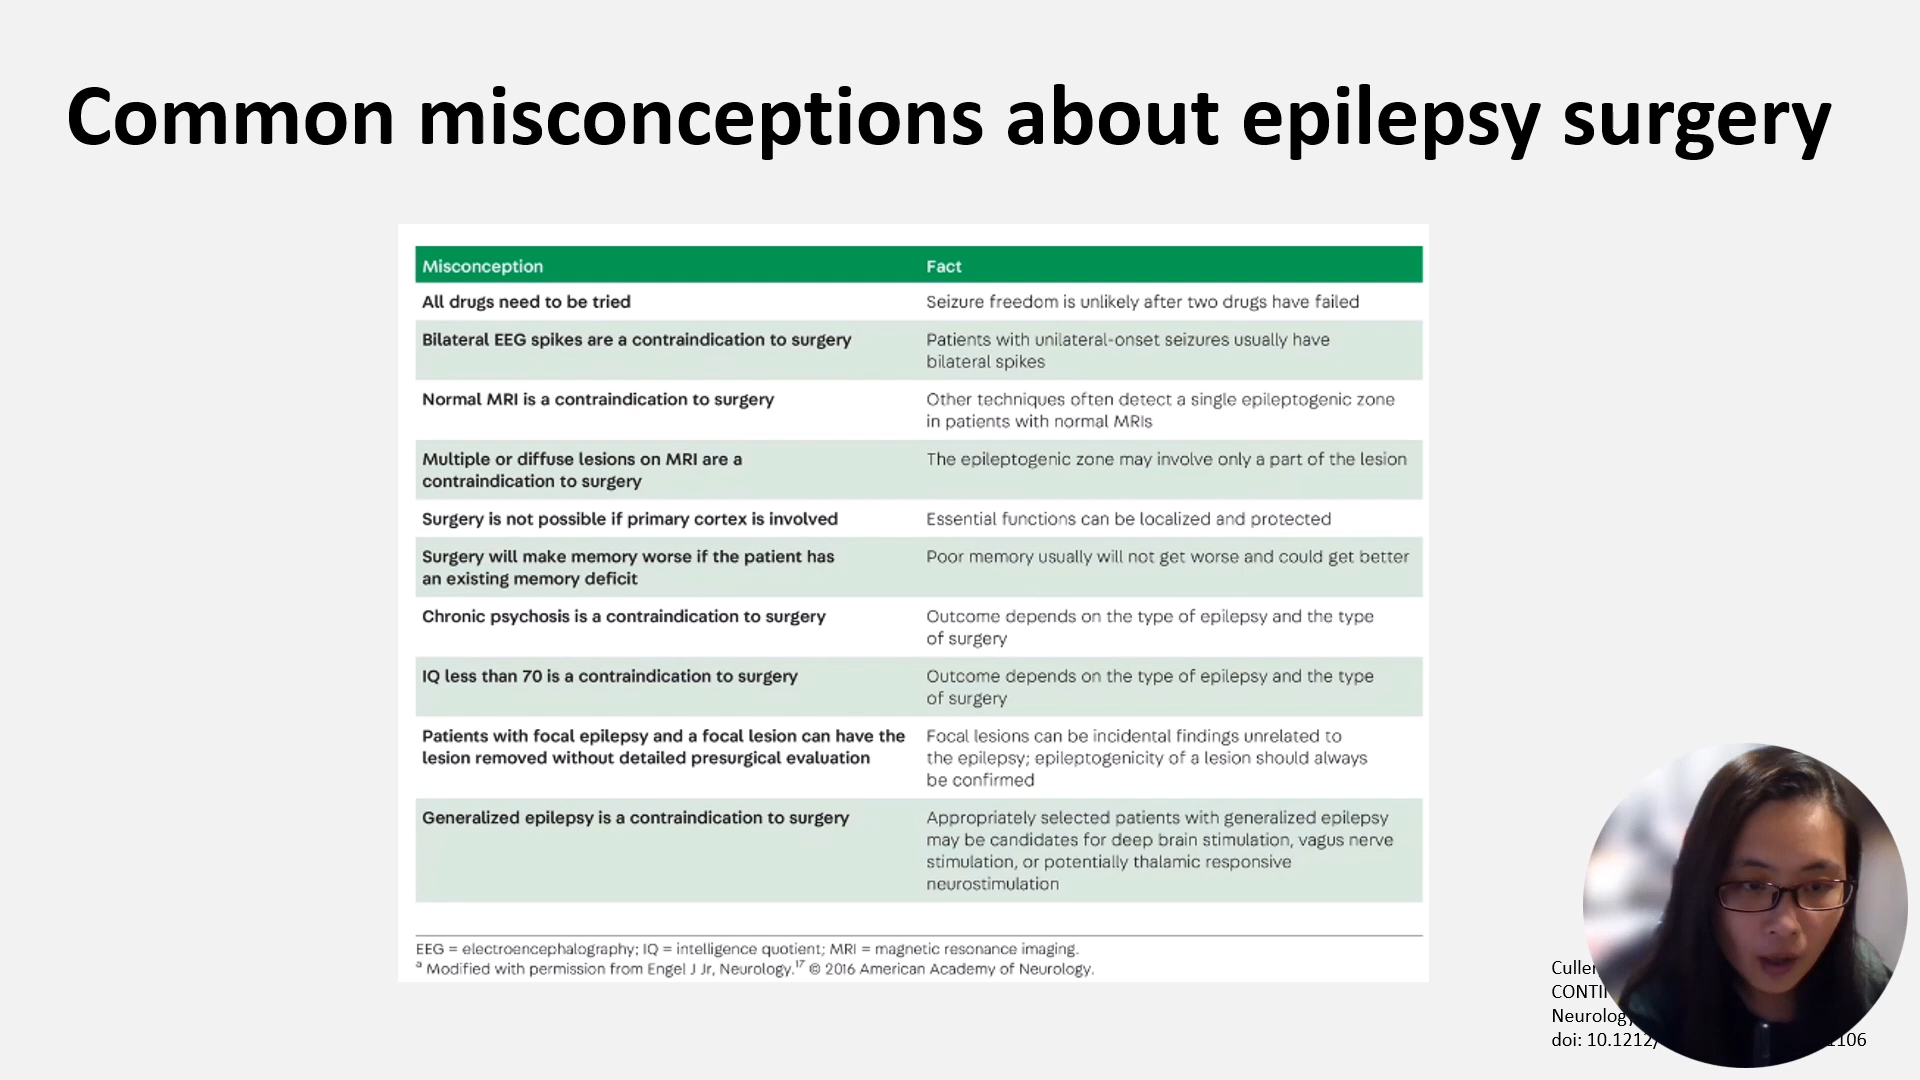 Common misconceptions about epilepsy surgery
Misconception Fact
All drugs need to be tried Seizure freedom is unlikely after two drugs have failed
Bilateral EEG spikes are a contraindication to surgery Patients with unilateral-onset seizures usually have
bilateral spikes
Normal MRI is a contraindication to surgery Other techniques often detect a single epileptogenic zone
in patients with normal MRIs
Multiple or diffuse lesions on MRI are a The epileptogenic zone may involve only a part of the lesion
contraindication to surgery
Surgery is not possible if primary cortex is involved Essential functions can be localized and protected
Surgery will make memory worse if the patient has Poor memory usually will not get worse and could get better
an existing memory deficit
Chronic psychosis is a contraindication to surgery Outcome depends on the type of epilepsy and the type
of surgery
IQ less than 70 is a contraindication to surgery Outcome depends on the type of epilepsy and the type
of surgery
Patients with focal epilepsy and a focal lesion can have the Focal lesions can be incidental findings unrelated to
lesion removed without detailed presurgical evaluation the epilepsy; epileptogenicity of a lesion should always
be confirmed
Generalized epilepsy is a contraindication to surgery Appropriately selected patients with generalized epilepsy
may be candidates for deep brain stimulation, vagus nerve
stimulation, or potentially thalamic responsive
neurostimulation
EEG = electroencephalography; IQ = intelligence quotient; MRI = magnetic resonance imaging.
a Modified with permission from Engel J Jr, Neurology.17 © 2016 American Academy of Neurology.
Neurology
doi: 10.1212/ 1106